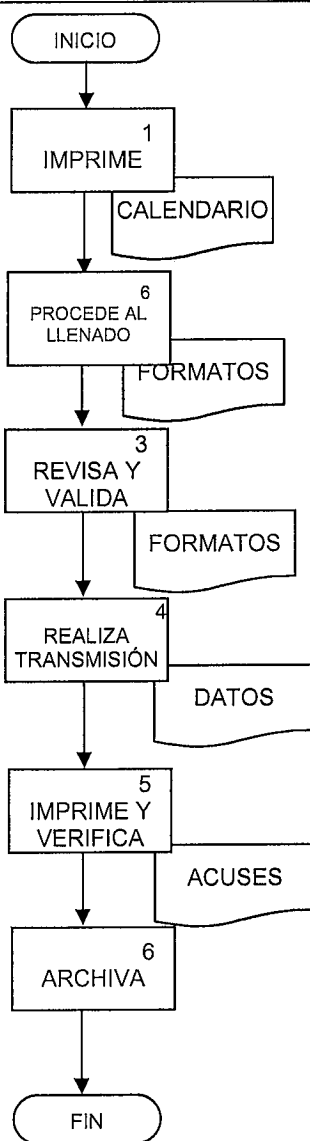 INICIO
1
IMPRIME
CALENDARIO
6
PROCEDE AL
LLENADO
FORMATOS
3
REVISA Y
VALIDA
FORMATOS
4
REALIZA
TRANSMISIÓN
DATOS
5
IMPRIME Y
VERIFICA
ACUSES
6
ARCHIVA
FIN